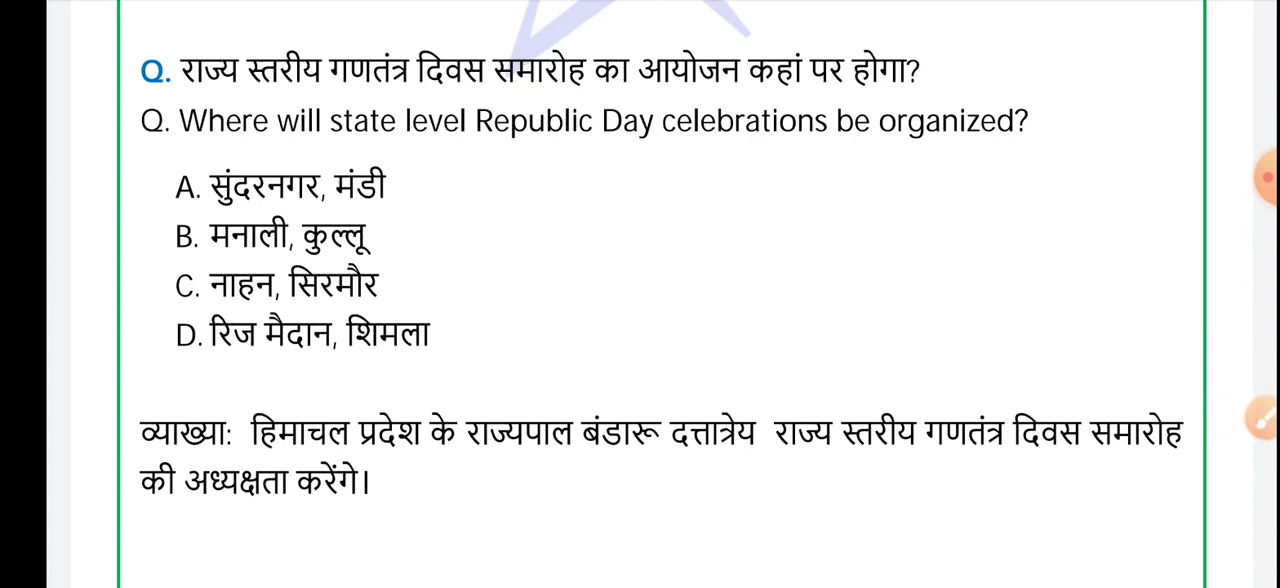 Q. राज्य स्तरीय गणतंत्र दिवस समारोह का आयोजन कहां पर होगा?
Q. Where will state level Republic Day celebrations be organized?
A. सुंदरनगर, मंडी
B. मनाली, कुल्लू
C. नाहन, सिरमौर
D. रिज मैदान, शिमला
व्याख्या: हिमाचल प्रदेश के राज्यपाल बंडारू दत्तात्रेय राज्य स्तरीय गणतंत्र दिवस समारोह
की अध्यक्षता करेंगे।